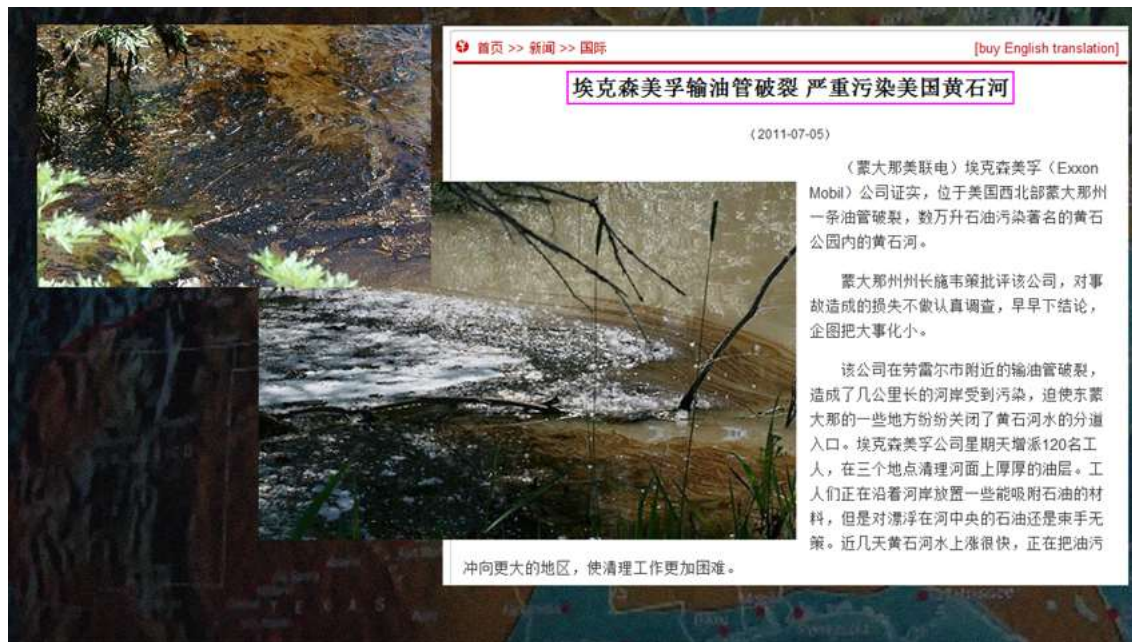 首页 >> 新闻 >> 国际
[buy English translation]
埃克森美孚输油管破裂 严重污染美国黄石河
(2011-07-05)
（蒙大那美联电）埃克森美孚（Exxon
Mobil）公司证实，位于美国西北部蒙大那州
一条油管破裂，数万升石油污染著名的黄石
公园内的黄石河。
蒙大那州州长施韦策批评该公司，对事
故造成的损失不做认真调查，早早下结论，
企图把大事化小。
该公司在劳雷尔市附近的输油管破裂，
造成了几公里长的河岸受到污染，迫使东蒙
大那的一些地方纷纷关闭了黄石河水的分道
入口。埃克森美孚公司星期天增派120名工
人，在三个地点清理河面上厚厚的油层。工
人们正在沿着河岸放置一些能吸附石油的材
料，但是对漂浮在河中央的石油还是束手无
策。近几天黄石河水上涨很快，正在把油污
冲向更大的地区，使清理工作更加困难。
TEXAS